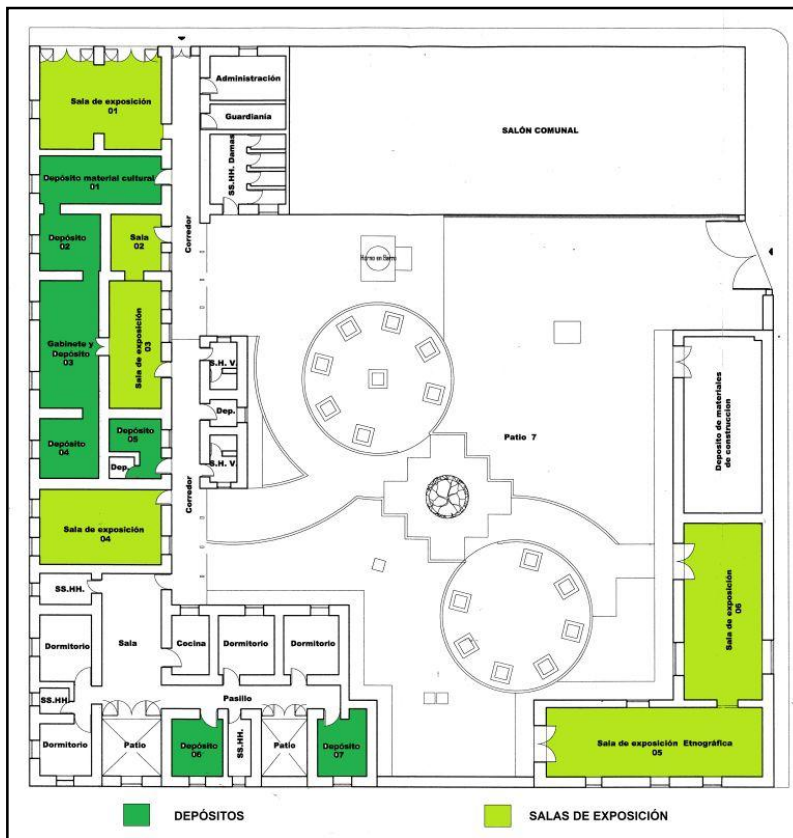 Administración
Sala de exposición
01
Guardianía
SALÓN COMUNAL
SS.HH. Damas
Depósito material cultural
01
Corredor
Depósito
02
Sala
02
Horno en Barro
Gabinete y
Depósito
03
Sala de exposición
03
S.H. V.
Dep.
Deposito de materiales
de construccion
Depósito
04
Depósito
05
Dep.
S.H. V.
Patio 7
Corredor
Sala de exposición
04
Sala de exposición
06
SS.HH.
Dormitorio
Sala
Cocina
Dormitorio
Dormitorio
SS.HH.
Pasillo
Dormitorio
Patio
Depósito
06
SS.HH.
Patio
Depósito
07
Sala de exposición Etnográfica
05
DEPÓSITOS
SALAS DE EXPOSICIÓN